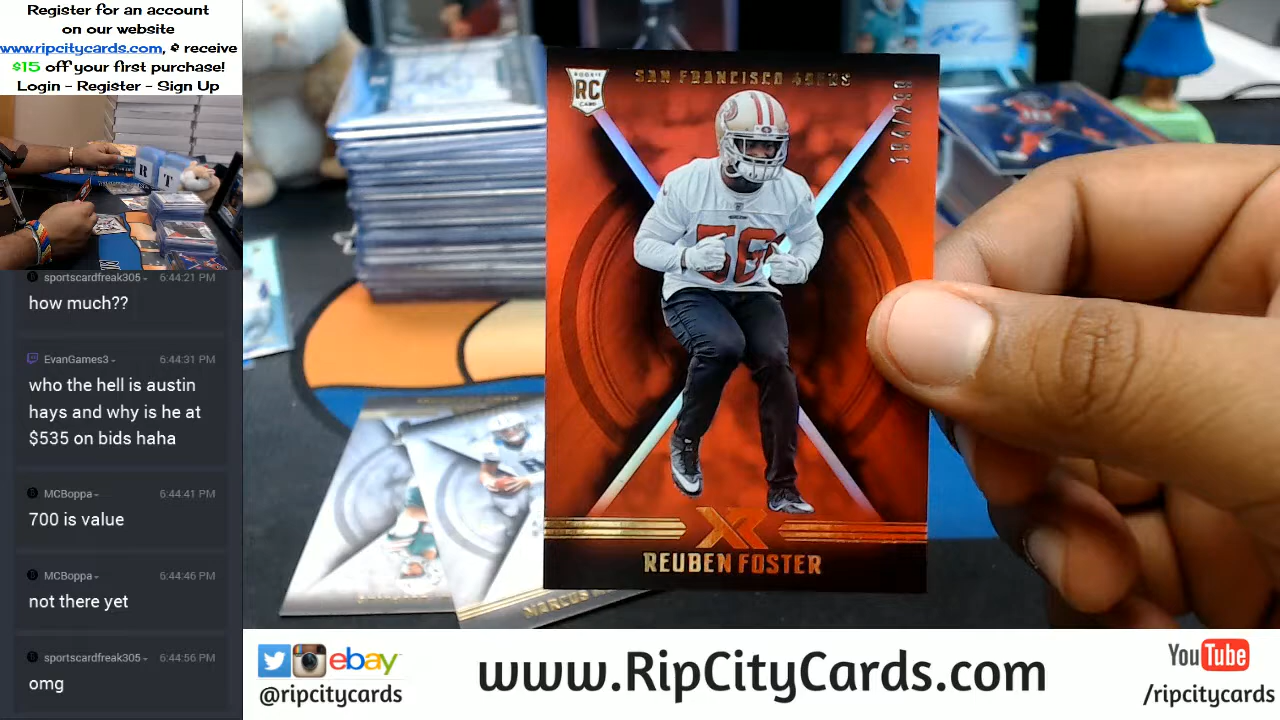 Register for an account
on our website
www.ripcitycards.com, & receive
$15 off your first purchase!
Login - Register - Sign Up
R T
sportscardfreak305 6:44:21 PM
how much??
EvanGames3 6:44:31 PM
who the hell is austin
hays and why is he at
$535 on bids haha
MCBoppa 6:44:41 PM
700 is value
MCBoppa 6:44:46 PM
not there yet
sportscardfreak305 6:44:56 PM
omg
ROOKIE
RC
CARD
SAN FRANCISCO 49ERS
56
XR
REUBEN FOSTER
MARCUS
ebay
@ripcitycards
www.RipCityCards.com
YouTube
/ripcitycards